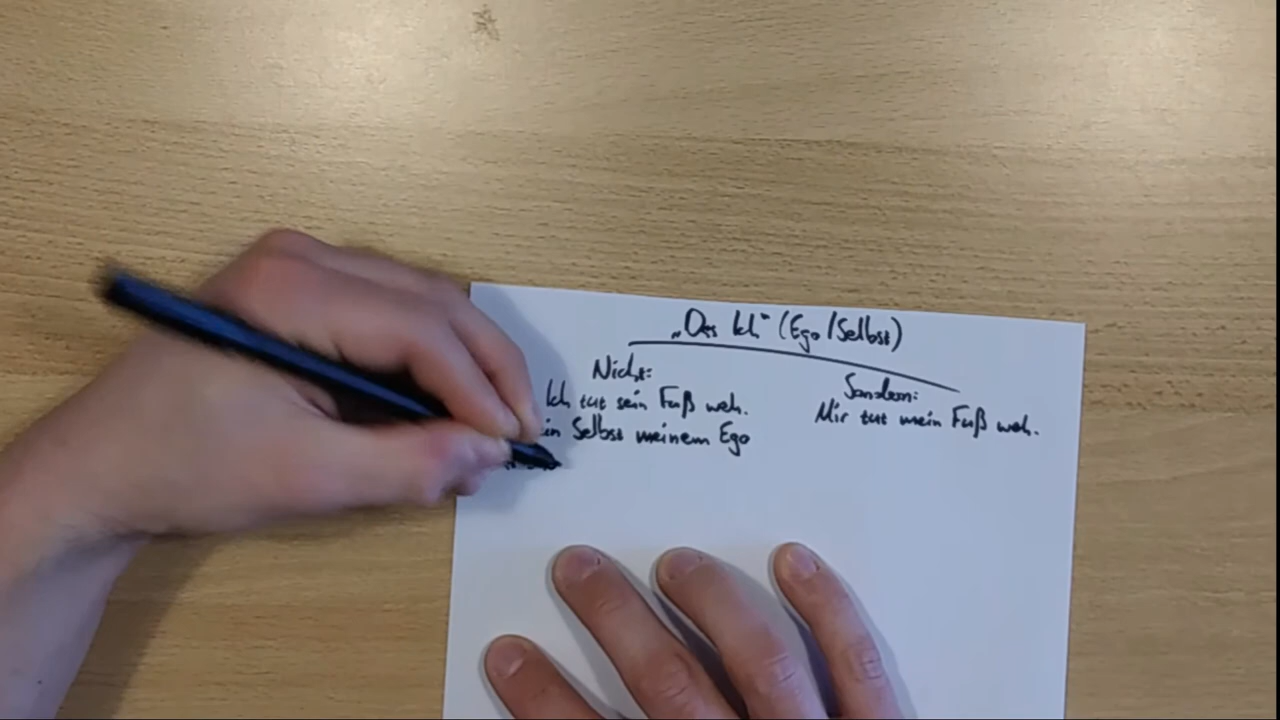 „Das Ich“ (Ego/Selbst)
Nicht:
Ich tut sein Fuß weh.
Selbst meinem Ego
Sondern:
Mir tut mein Fuß weh.